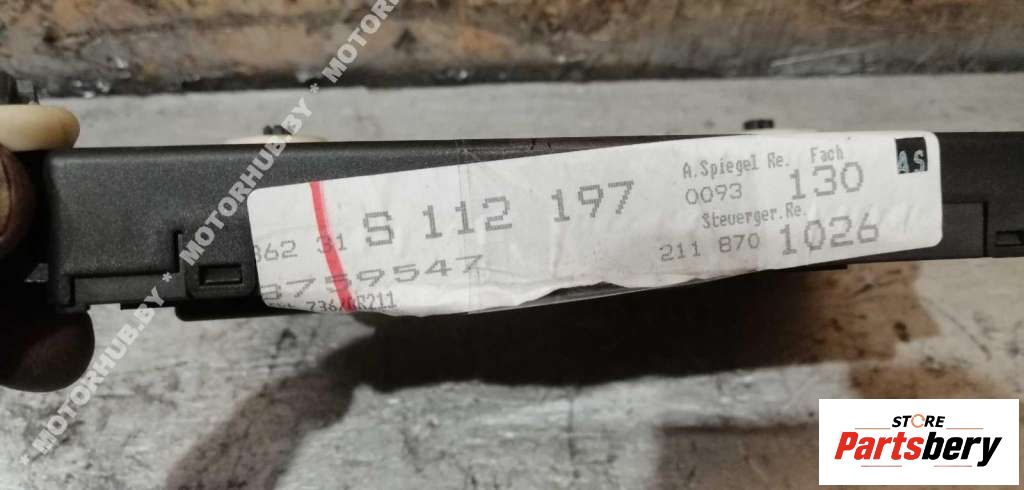 A.Spiegel Re. Fach
AS
S 112 197
0093 130
Steuerger.Re.
362 31
211 870 1026
8759547
MOTORHUB.BY * MOTORHUB.BY * MOTORHUB.BY
STORE
Partsbery